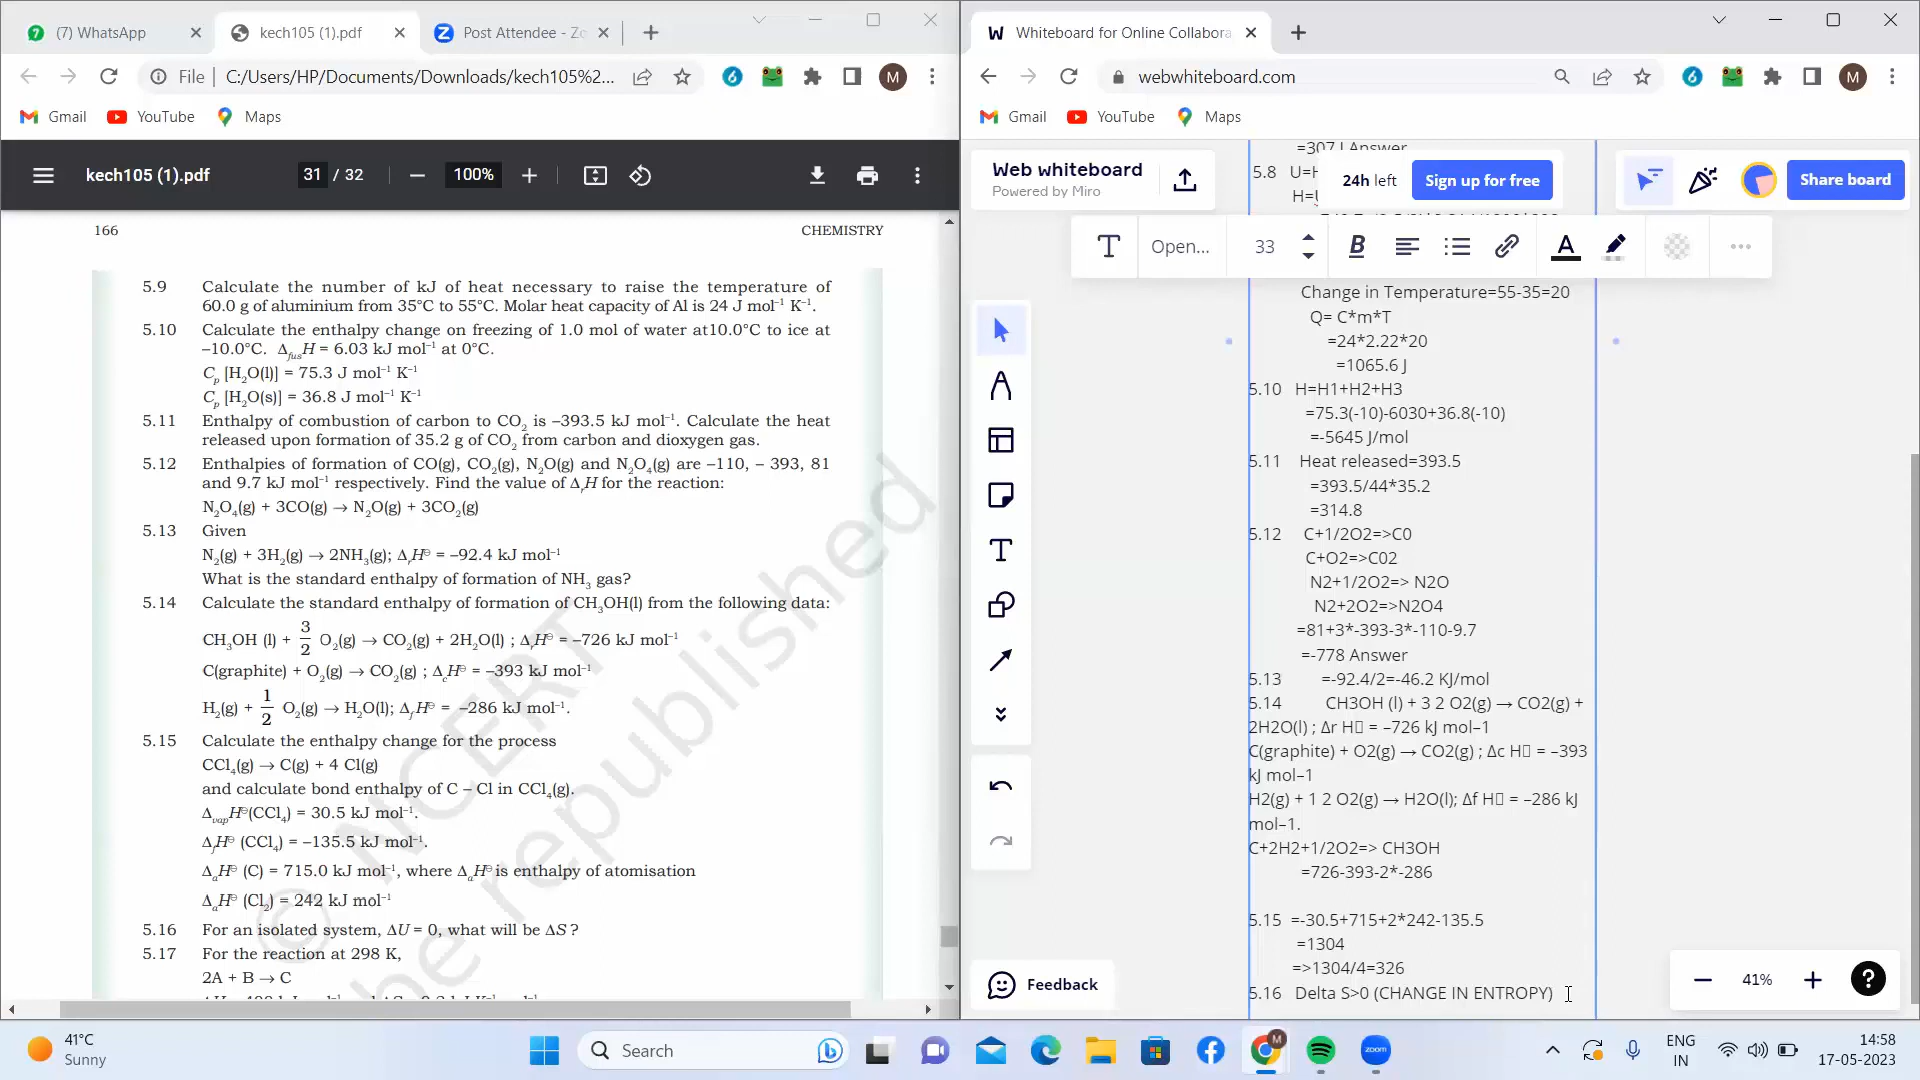 (7) WhatsApp
kech105 (1).pdf
Post Attendee - Zo
Whiteboard for Online Collabora
File
C:/Users/HP/Documents/Downloads/kech105%2...
M
webwhiteboard.com
M
Gmail
YouTube
Maps
Gmail
YouTube
Maps
kech105 (1).pdf
31 / 32
100%
166
CHEMISTRY
5.9 Calculate the number of kJ of heat necessary to raise the temperature of
60.0 g of aluminium from 35°C to 55°C. Molar heat capacity of Al is 24 J mol⁻¹ K⁻¹.
5.10 Calculate the enthalpy change on freezing of 1.0 mol of water at10.0°C to ice at
–10.0°C. Δfus H = 6.03 kJ mol⁻¹ at 0°C.
Cp [H₂O(l)] = 75.3 J mol⁻¹ K⁻¹
Cp [H₂O(s)] = 36.8 J mol⁻¹ K⁻¹
5.11 Enthalpy of combustion of carbon to CO₂ is –393.5 kJ mol⁻¹. Calculate the heat
released upon formation of 35.2 g of CO₂ from carbon and dioxygen gas.
5.12 Enthalpies of formation of CO(g), CO₂(g), N₂O(g) and N₂O₄(g) are –110, – 393, 81
and 9.7 kJ mol⁻¹ respectively. Find the value of ΔrH for the reaction:
N₂O₄(g) + 3CO(g) → N₂O(g) + 3CO₂(g)
5.13 Given
N₂(g) + 3H₂(g) → 2NH₃(g); ΔrH⊖ = –92.4 kJ mol⁻¹
What is the standard enthalpy of formation of NH₃ gas?
5.14 Calculate the standard enthalpy of formation of CH₃OH(l) from the following data:
CH₃OH (l) + 3/2 O₂(g) → CO₂(g) + 2H₂O(l) ; ΔrH⊖ = –726 kJ mol⁻¹
C(graphite) + O₂(g) → CO₂(g) ; ΔcH⊖ = –393 kJ mol⁻¹
H₂(g) + 1/2 O₂(g) → H₂O(l); ΔfH⊖ = –286 kJ mol⁻¹.
5.15 Calculate the enthalpy change for the process
CCl₄(g) → C(g) + 4 Cl(g)
and calculate bond enthalpy of C – Cl in CCl₄(g).
ΔvapH⊖(CCl₄) = 30.5 kJ mol⁻¹.
ΔfH⊖ (CCl₄) = –135.5 kJ mol⁻¹.
ΔaH⊖ (C) = 715.0 kJ mol⁻¹, where ΔaH⊖ is enthalpy of atomisation
ΔaH⊖ (Cl₂) = 242 kJ mol⁻¹
5.16 For an isolated system, ΔU = 0, what will be ΔS ?
5.17 For the reaction at 298 K,
2A + B → C
© NCERT
be republished
Web whiteboard
Powered by Miro
24h left
Sign up for free
Share board
Open...
33
B
A
=307 J Answer
5.8
Change in Temperature=55-35=20
Q= C*m*T
=24*2.22*20
=1065.6 J
5.10 H=H1+H2+H3
=75.3(-10)-6030+36.8(-10)
=-5645 J/mol
5.11 Heat released=393.5
=393.5/44*35.2
=314.8
5.12 C+1/2O2=>C0
C+O2=>C02
N2+1/2O2=> N2O
N2+2O2=>N2O4
=81+3*-393-3*-110-9.7
=-778 Answer
5.13 =-92.4/2=-46.2 KJ/mol
5.14 CH3OH (l) + 3 2 O2(g) → CO2(g) +
2H2O(l) ; Δr H▯ = –726 kJ mol–1
C(graphite) + O2(g) → CO2(g) ; Δc H▯ = –393
kJ mol–1
H2(g) + 1 2 O2(g) → H2O(l); Δf H▯ = –286 kJ
mol–1.
C+2H2+1/2O2=> CH3OH
=726-393-2*-286
5.15 =-30.5+715+2*242-135.5
=1304
=>1304/4=326
5.16 Delta S>0 (CHANGE IN ENTROPY)
Feedback
41%
?
41°C
Sunny
Search
zoom
ENG
IN
14:58
17-05-2023